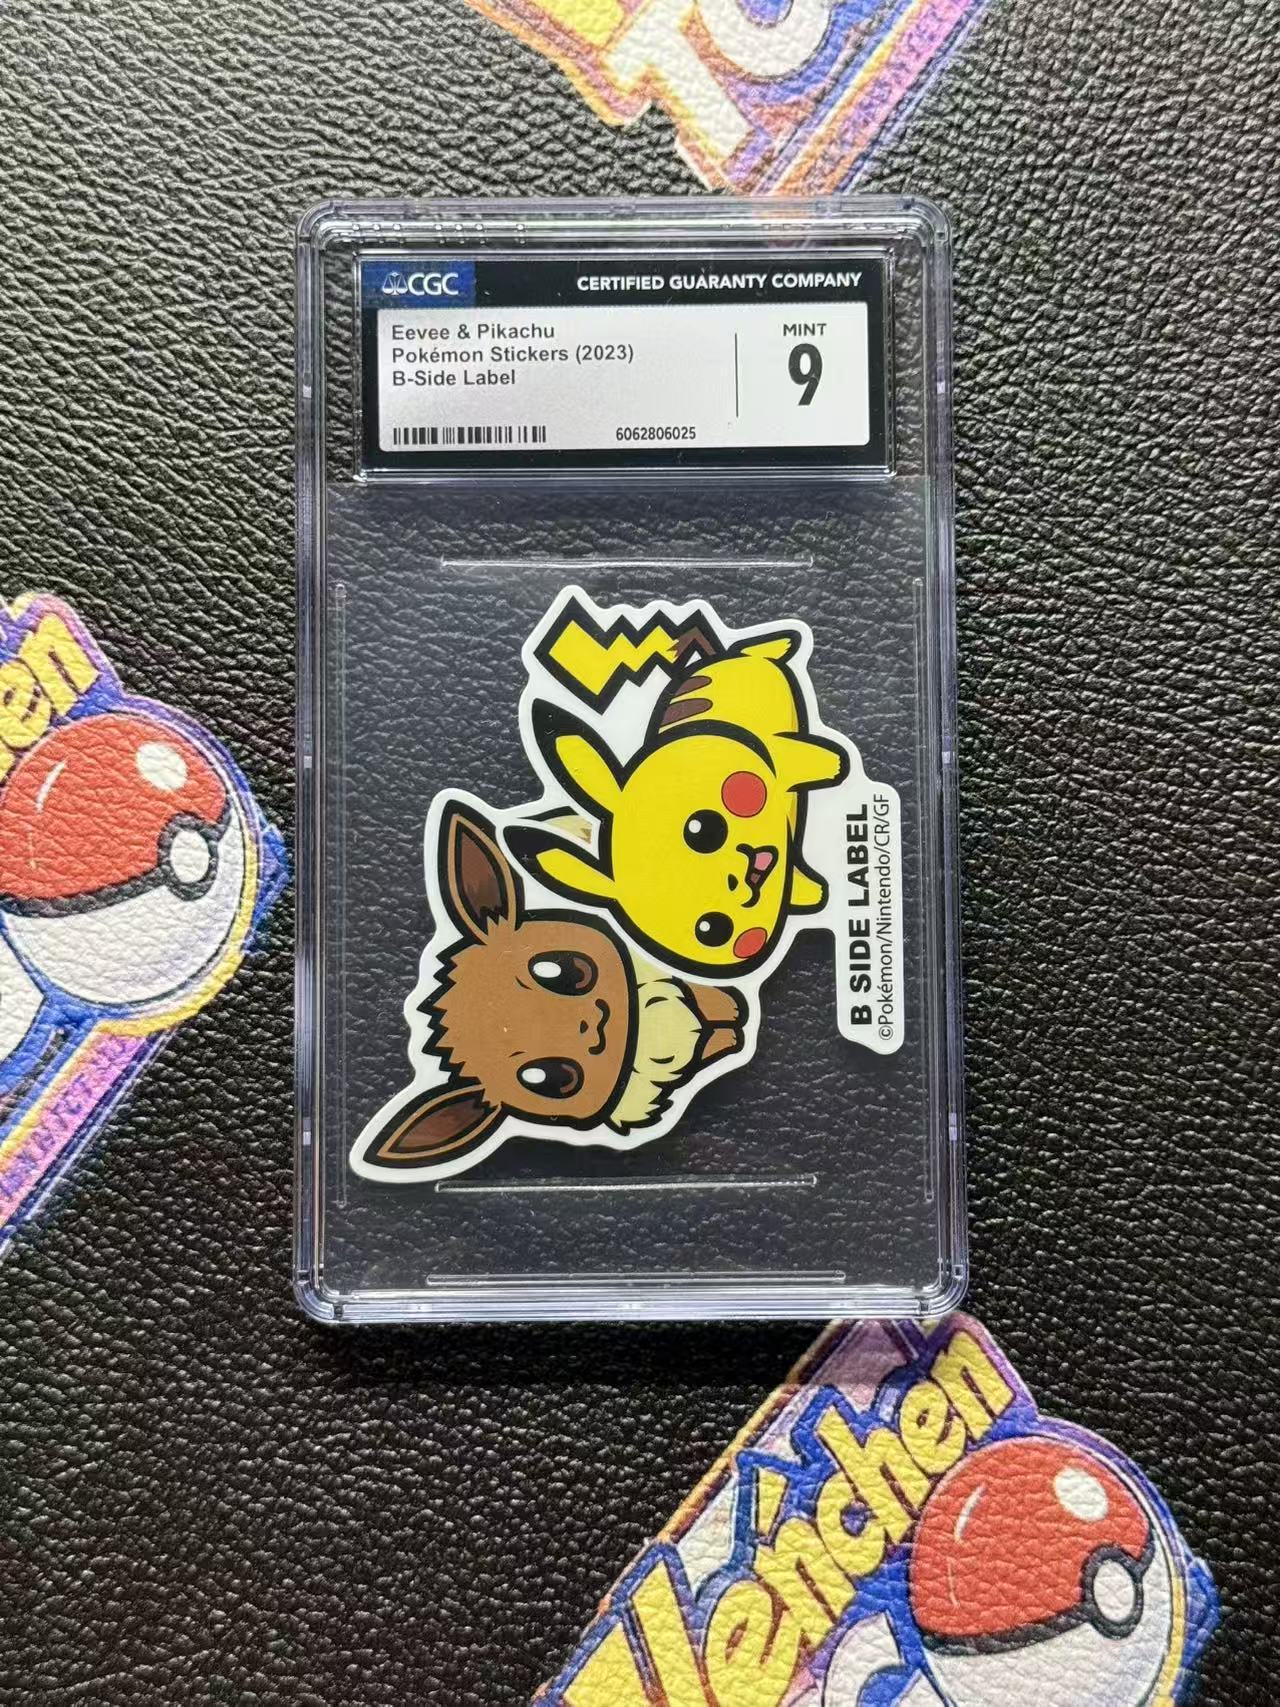 CGC
CERTIFIED GUARANTY COMPANY
Eevee & Pikachu
Pokémon Stickers (2023)
B-Side Label
MINT
9
6062806025
B SIDE LABEL
©Pokémon/Nintendo/CR/GF
en